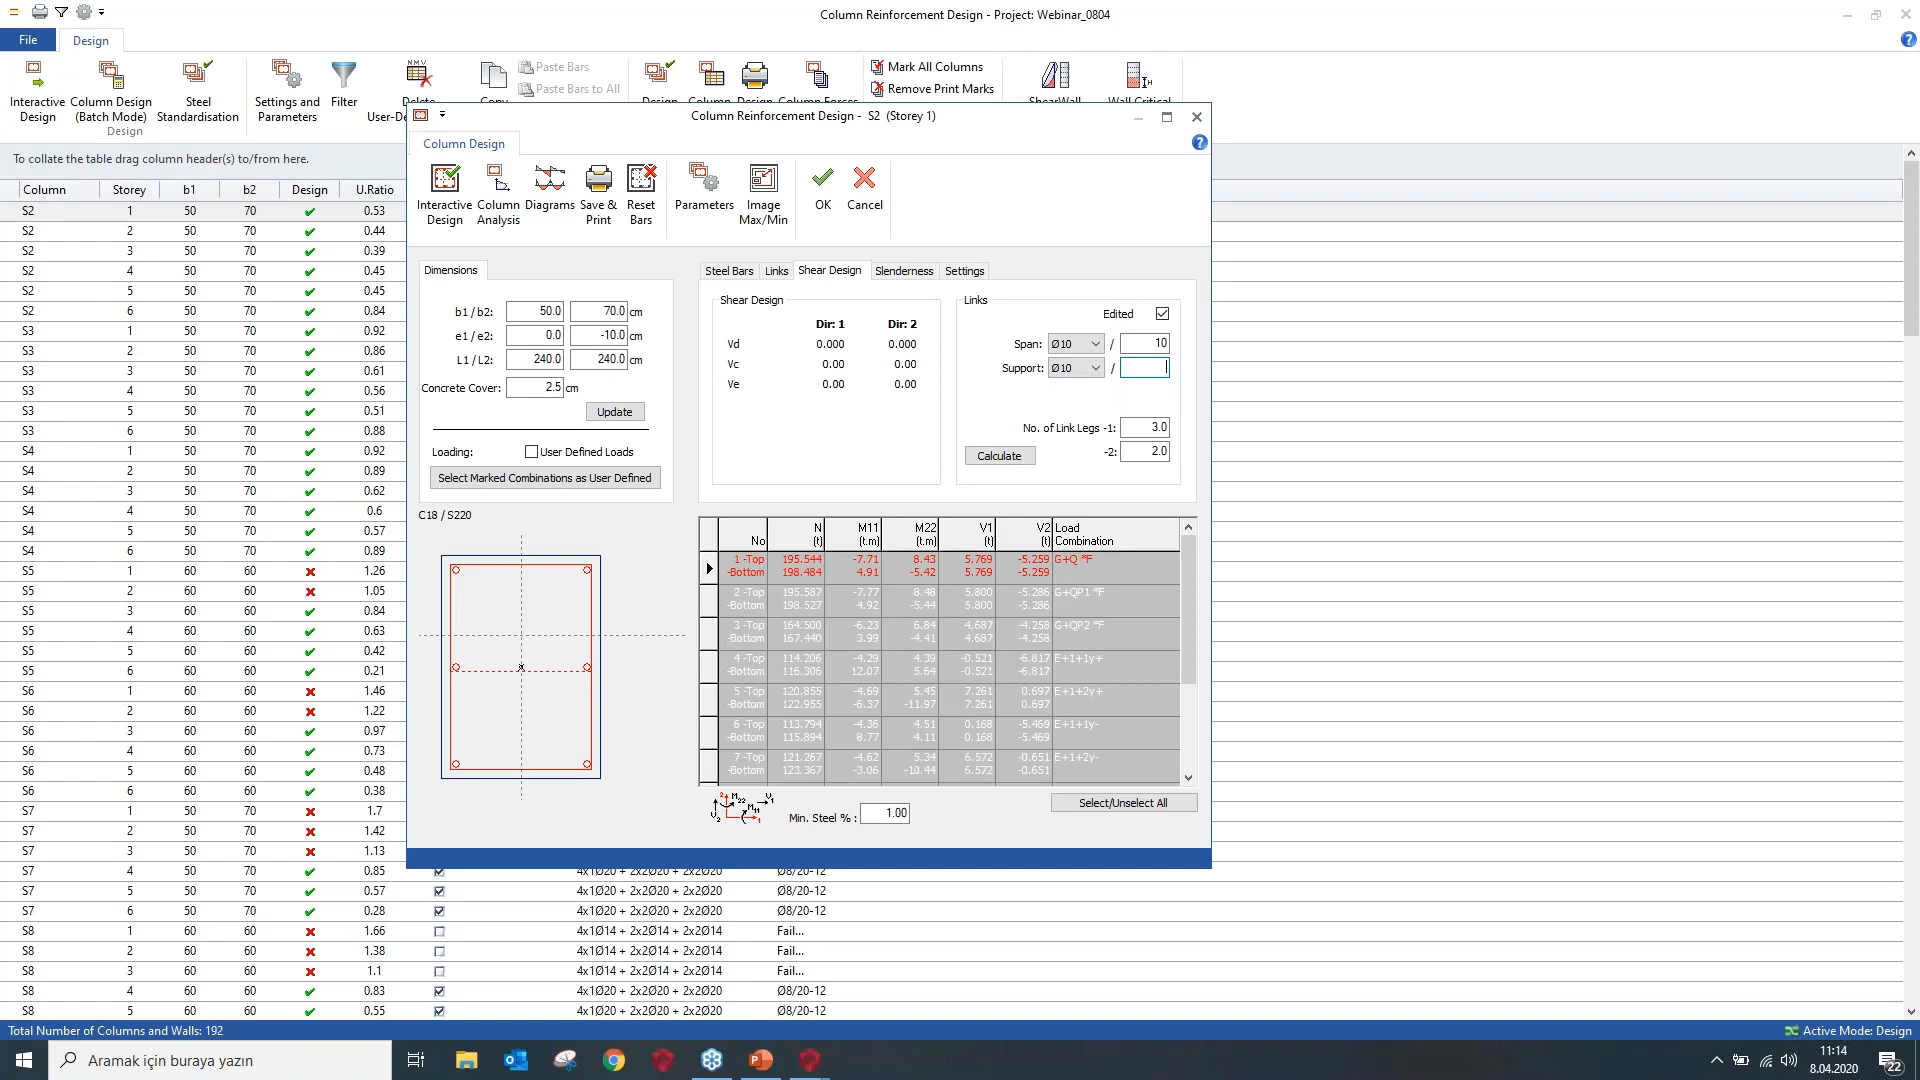 Column Reinforcement Design - Project: Webinar_0804
File
Design
Interactive Design
Column Design (Batch Mode)
Steel Standardisation
Design
Settings and Parameters
Filter
Delete
User-De
Copy
Paste Bars
Paste Bars to All
Design
Column
Design
Column Forces
Mark All Columns
Remove Print Marks
ShearWall
Wall Critical
To collate the table drag column header(s) to/from here.
Column Storey b1 b2 Design U.Ratio
S2 1 50 70 0.53
S2 2 50 70 0.44
S2 3 50 70 0.39
S2 4 50 70 0.45
S2 5 50 70 0.45
S2 6 50 70 0.84
S3 1 50 70 0.92
S3 2 50 70 0.86
S3 3 50 70 0.61
S3 4 50 70 0.56
S3 5 50 70 0.51
S3 6 50 70 0.88
S4 1 50 70 0.92
S4 2 50 70 0.89
S4 3 50 70 0.62
S4 4 50 70 0.6
S4 5 50 70 0.57
S4 6 50 70 0.89
S5 1 60 60 1.26
S5 2 60 60 1.05
S5 3 60 60 0.84
S5 4 60 60 0.63
S5 5 60 60 0.42
S5 6 60 60 0.21
S6 1 60 60 1.46
S6 2 60 60 1.22
S6 3 60 60 0.97
S6 4 60 60 0.73
S6 5 60 60 0.48
S6 6 60 60 0.38
S7 1 50 70 1.7
S7 2 50 70 1.42
S7 3 50 70 1.13
S7 4 50 70 0.85 4x1Ø20 + 2x2Ø20 + 2x2Ø20 Ø8/20-12
S7 5 50 70 0.57 4x1Ø20 + 2x2Ø20 + 2x2Ø20 Ø8/20-12
S7 6 50 70 0.28 4x1Ø20 + 2x2Ø20 + 2x2Ø20 Ø8/20-12
S8 1 60 60 1.66 4x1Ø14 + 2x2Ø14 + 2x2Ø14 Fail...
S8 2 60 60 1.38 4x1Ø14 + 2x2Ø14 + 2x2Ø14 Fail...
S8 3 60 60 1.1 4x1Ø14 + 2x2Ø14 + 2x2Ø14 Fail...
S8 4 60 60 0.83 4x1Ø20 + 2x2Ø20 + 2x2Ø20 Ø8/20-12
S8 5 60 60 0.55 4x1Ø20 + 2x2Ø20 + 2x2Ø20 Ø8/20-12
Column Reinforcement Design - S2 (Storey 1)
Column Design
Interactive Design
Column Analysis
Diagrams
Save & Print
Reset Bars
Parameters
Image Max/Min
OK
Cancel
Dimensions
b1 / b2: 50.0 70.0 cm
e1 / e2: 0.0 -10.0 cm
L1 / L2: 240.0 240.0 cm
Concrete Cover: 2.5 cm
Update
Loading: User Defined Loads
Select Marked Combinations as User Defined
C18 / S220
Steel Bars Links Shear Design Slenderness Settings
Shear Design
Dir: 1 Dir: 2
Vd 0.000 0.000
Vc 0.00 0.00
Ve 0.00 0.00
Links
Edited
Span: Ø10 / 10
Support: Ø10 /
No. of Link Legs -1: 3.0
Calculate -2: 2.0
No N (t) M11 (t.m) M22 (t.m) V1 (t) V2 (t) Load Combination
1 -Top 195.544 -7.71 8.43 5.769 -5.259 G+Q *F
-Bottom 198.484 4.91 -5.42 5.769 -5.259
2 -Top 195.587 -7.77 8.48 5.800 -5.286 G+QP1 *F
-Bottom 198.527 4.92 -5.44 5.800 -5.286
3 -Top 164.500 -6.23 6.84 4.687 -4.258 G+QP2 *F
-Bottom 167.440 3.99 -4.41 4.687 -4.258
4 -Top 114.206 -4.29 4.39 -0.521 -6.817 E+1+1y+
-Bottom 116.306 12.07 5.64 -0.521 -6.817
5 -Top 120.855 -4.69 5.45 7.261 0.697 E+1+2y+
-Bottom 122.955 -6.37 -11.97 7.261 0.697
6 -Top 113.794 -4.36 4.51 0.168 -5.469 E+1+1y-
-Bottom 115.894 8.77 4.11 0.168 -5.469
7 -Top 121.267 -4.62 5.34 6.572 -0.651 E+1+2y-
-Bottom 123.367 -3.06 -10.44 6.572 -0.651
2 M22 V1
V2 M11 1
Min. Steel % : 1.00
Select/Unselect All
Total Number of Columns and Walls: 192
Active Mode: Design
Aramak için buraya yazın
11:14
8.04.2020
22